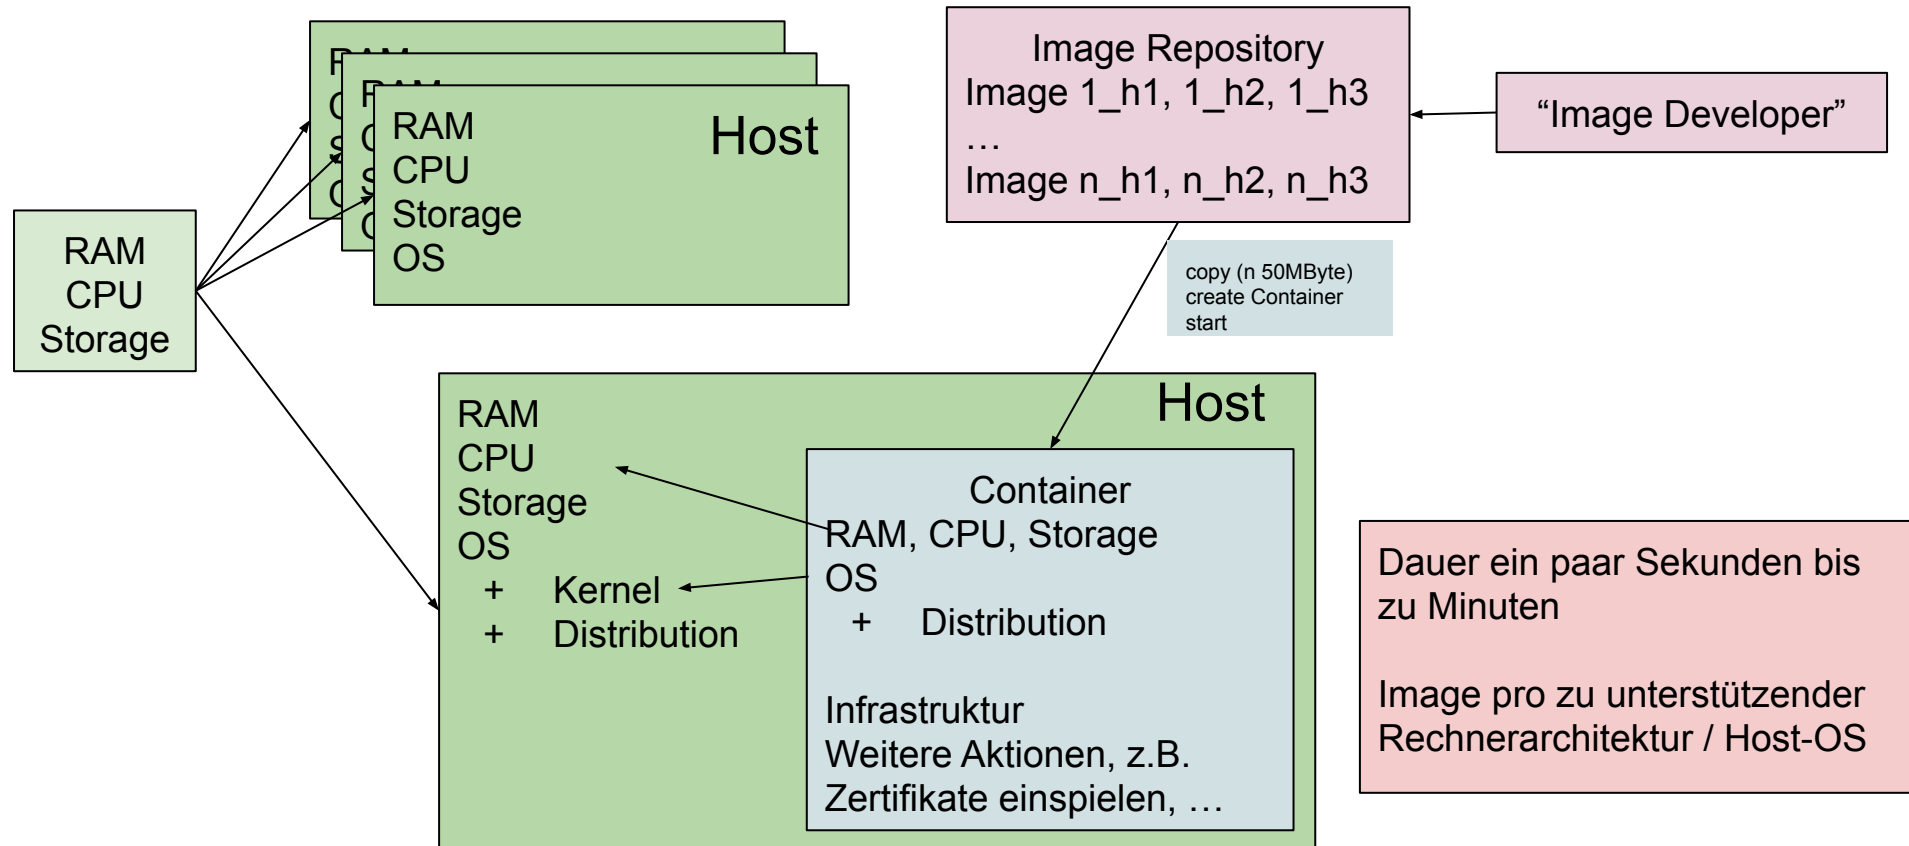 RAM
CPU
Storage
RAM
RAM
RAM
CPU
Storage
OS
Host
Image Repository
Image 1_h1, 1_h2, 1_h3
…
Image n_h1, n_h2, n_h3
“Image Developer”
copy (n 50MByte)
create Container
start
Host
RAM
CPU
Storage
OS
+ Kernel
+ Distribution
Container
RAM, CPU, Storage
OS
+ Distribution
Infrastruktur
Weitere Aktionen, z.B.
Zertifikate einspielen, …
Dauer ein paar Sekunden bis
zu Minuten
Image pro zu unterstützender
Rechnerarchitektur / Host-OS